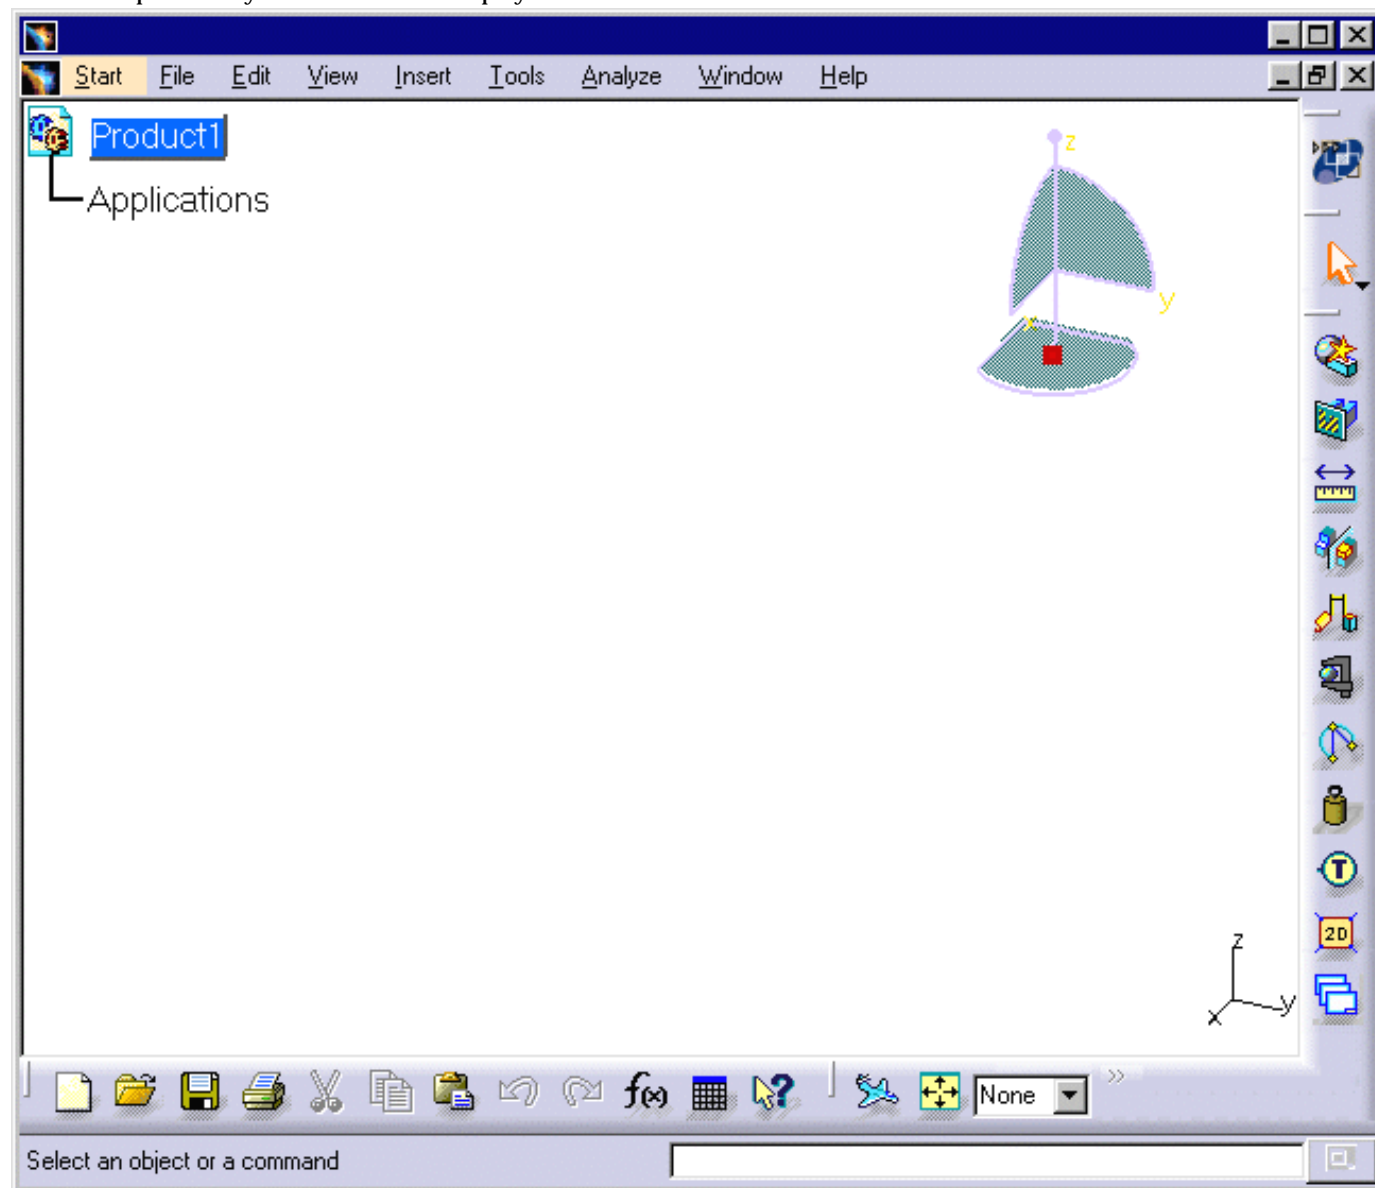 Start File Edit View Insert Tools Analyze Window Help
Product1
Applications
z
y
x
T
2D
z
y
x
f(x) ? None >>
Select an object or a command